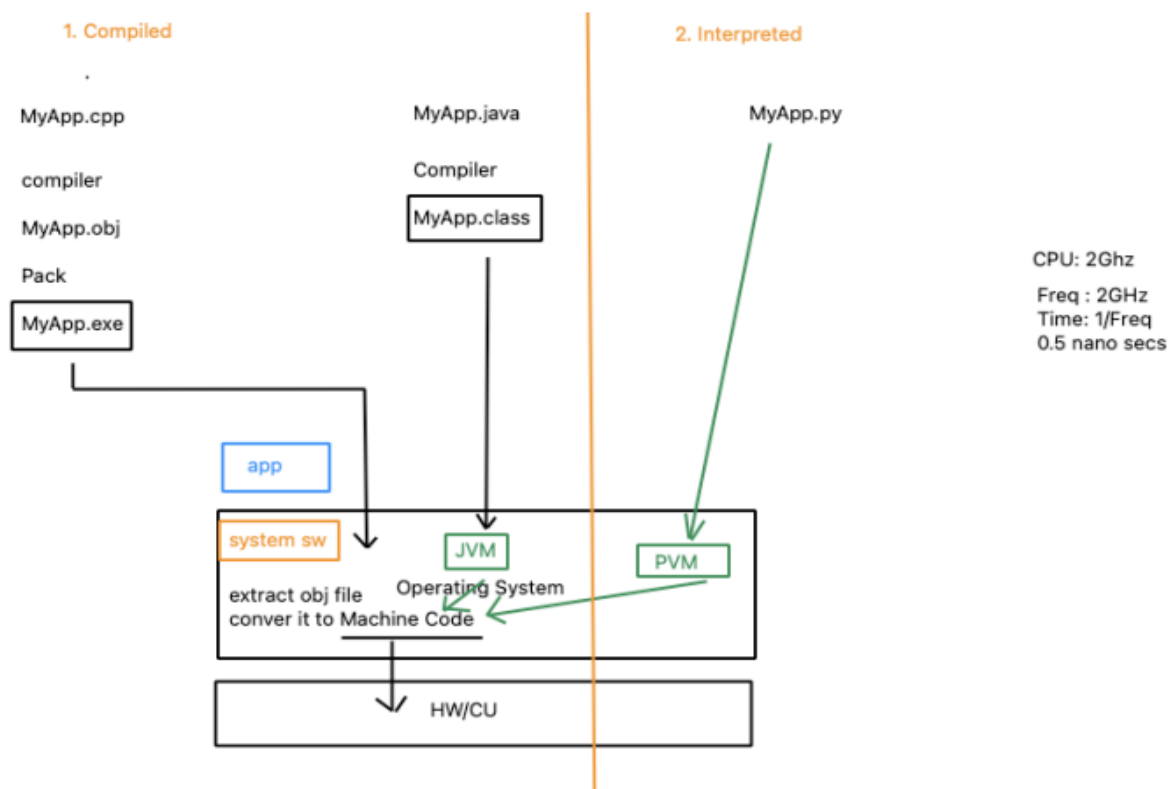 1. Compiled
2. Interpreted
MyApp.cpp
compiler
MyApp.obj
Pack
MyApp.exe
MyApp.java
Compiler
MyApp.class
MyApp.py
CPU: 2Ghz
Freq : 2GHz
Time: 1/Freq
0.5 nano secs
app
system sw
JVM
PVM
Operating System
extract obj file
conver it to Machine Code
HW/CU